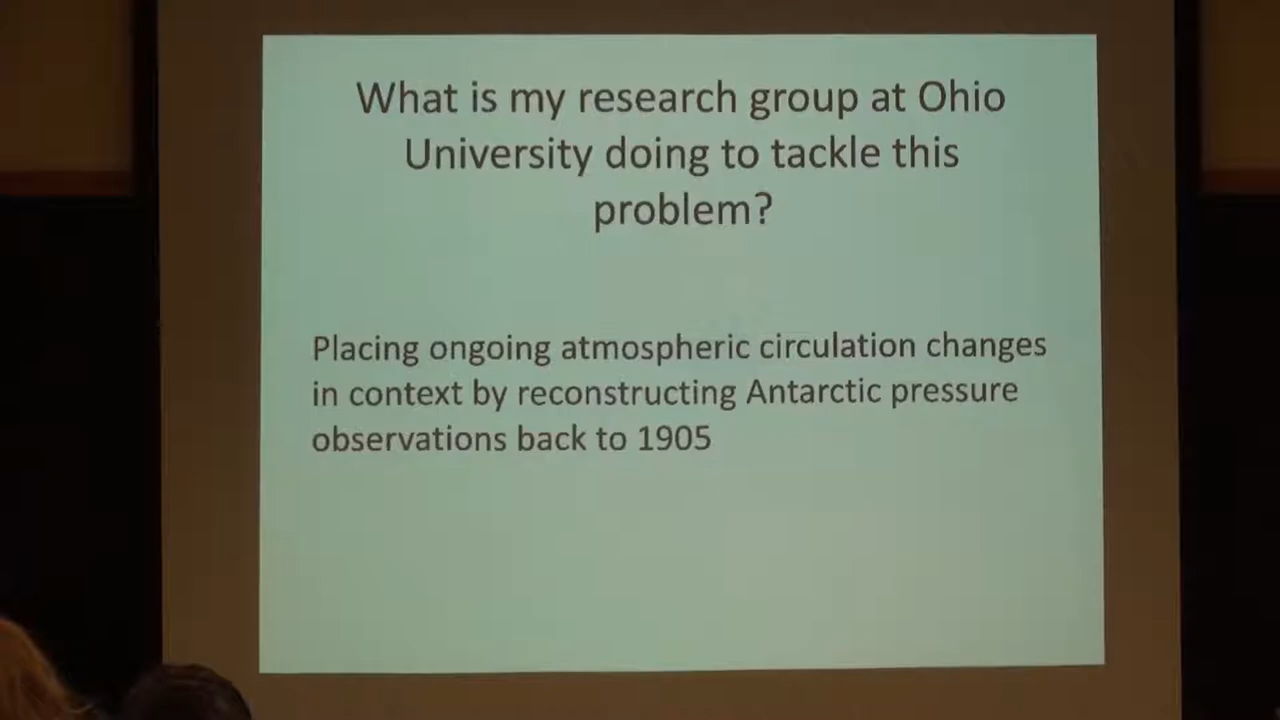 What is my research group at Ohio
University doing to tackle this
problem?
Placing ongoing atmospheric circulation changes
in context by reconstructing Antarctic pressure
observations back to 1905